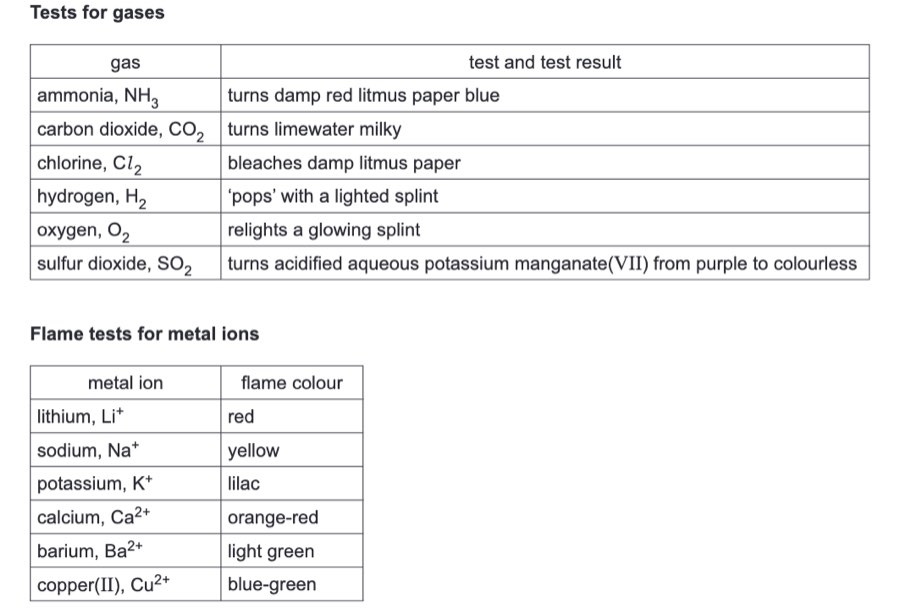 Tests for gases
gas test and test result
ammonia, NH₃ turns damp red litmus paper blue
carbon dioxide, CO₂ turns limewater milky
chlorine, Cl₂ bleaches damp litmus paper
hydrogen, H₂ ‘pops’ with a lighted splint
oxygen, O₂ relights a glowing splint
sulfur dioxide, SO₂ turns acidified aqueous potassium manganate(VII) from purple to colourless
Flame tests for metal ions
metal ion flame colour
lithium, Li⁺ red
sodium, Na⁺ yellow
potassium, K⁺ lilac
calcium, Ca²⁺ orange-red
barium, Ba²⁺ light green
copper(II), Cu²⁺ blue-green